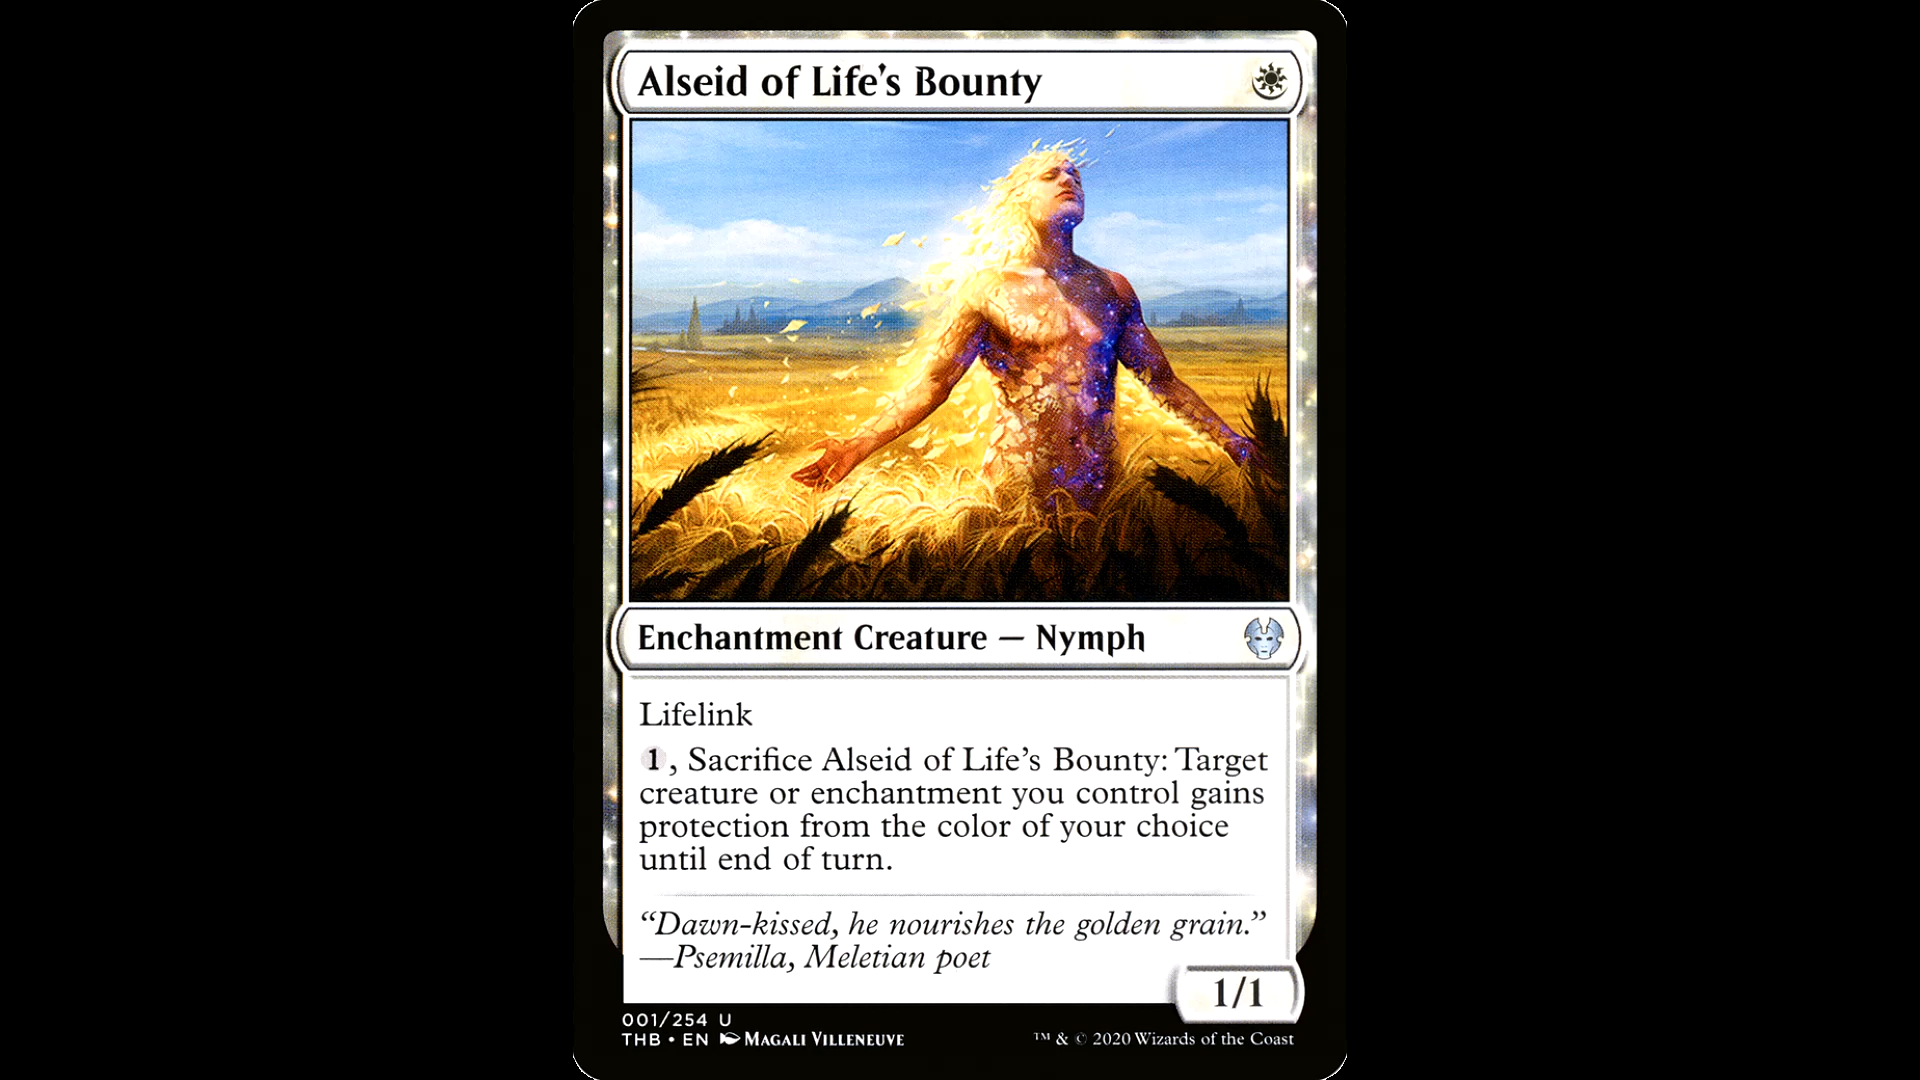 Alseid of Life's Bounty
Enchantment Creature — Nymph
Lifelink
1, Sacrifice Alseid of Life's Bounty: Target
creature or enchantment you control gains
protection from the color of your choice
until end of turn.
“Dawn-kissed, he nourishes the golden grain.”
—Psemilla, Meletian poet
1/1
001/254 U
THB • EN Magali Villeneuve
™ & © 2020 Wizards of the Coast